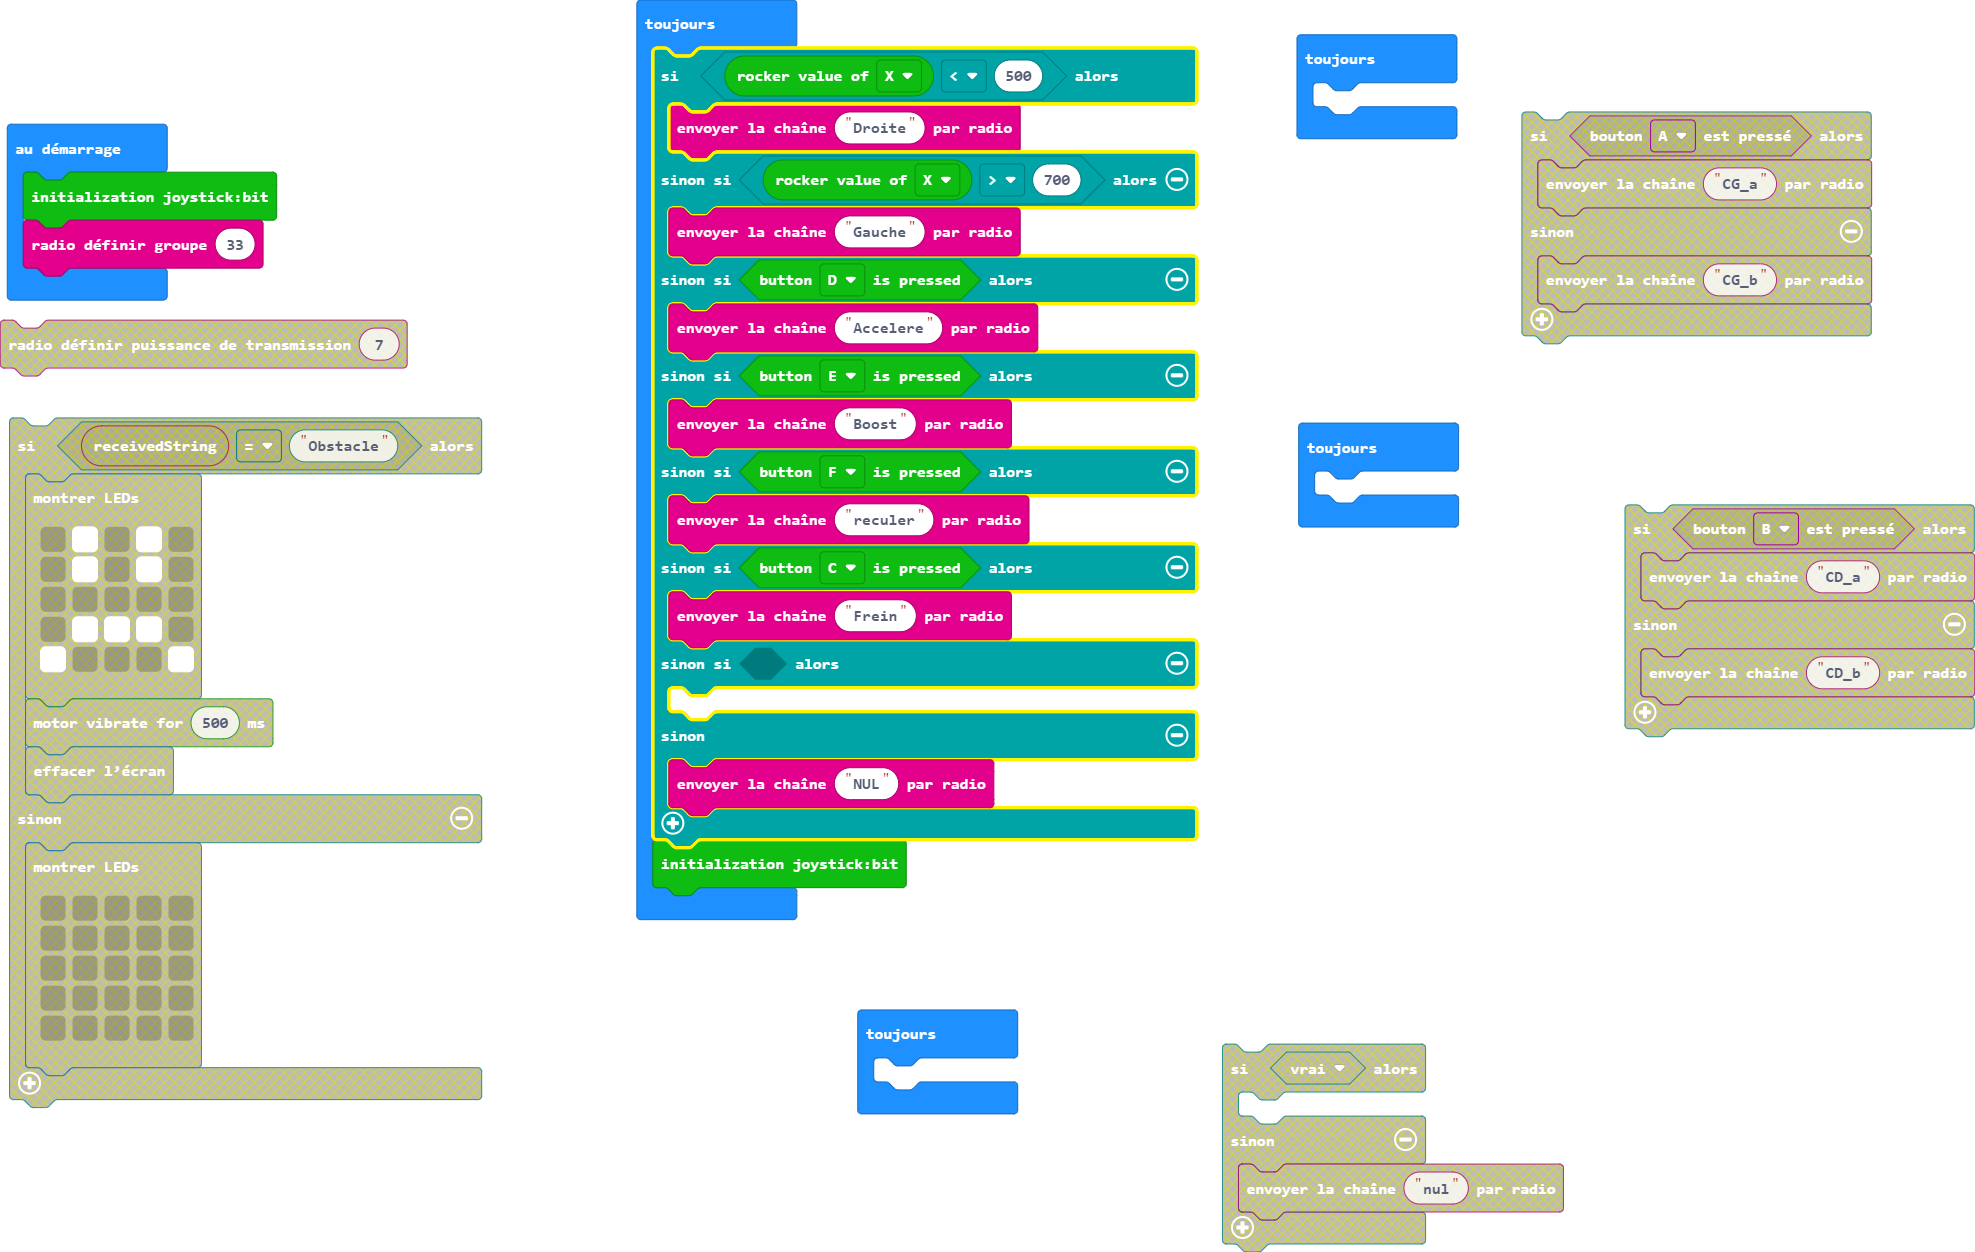 au démarrage
initialization joystick:bit
radio définir groupe 33
radio définir puissance de transmission 7
si receivedString = "Obstacle" alors
montrer LEDs
motor vibrate for 500 ms
effacer l'écran
sinon
montrer LEDs
toujours
si rocker value of X < 500 alors
envoyer la chaîne "Droite" par radio
sinon si rocker value of X > 700 alors
envoyer la chaîne "Gauche" par radio
sinon si button D is pressed alors
envoyer la chaîne "Accelere" par radio
sinon si button E is pressed alors
envoyer la chaîne "Boost" par radio
sinon si button F is pressed alors
envoyer la chaîne "reculer" par radio
sinon si button C is pressed alors
envoyer la chaîne "Frein" par radio
sinon si alors
sinon
envoyer la chaîne "NUL" par radio
initialization joystick:bit
toujours
si bouton A est pressé alors
envoyer la chaîne "CG_a" par radio
sinon
envoyer la chaîne "CG_b" par radio
toujours
si bouton B est pressé alors
envoyer la chaîne "CD_a" par radio
sinon
envoyer la chaîne "CD_b" par radio
toujours
si vrai alors
sinon
envoyer la chaîne "nul" par radio